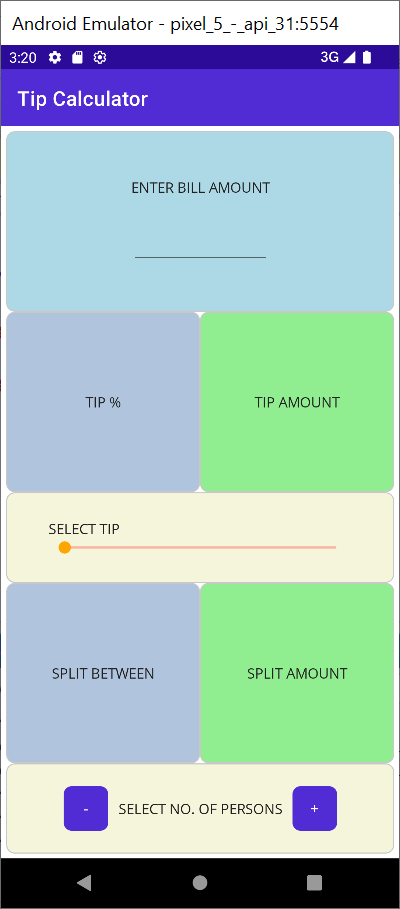 Android Emulator - pixel_5_-_api_31:5554
3:20 3G
Tip Calculator
ENTER BILL AMOUNT
TIP % TIP AMOUNT
SELECT TIP
SPLIT BETWEEN SPLIT AMOUNT
- SELECT NO. OF PERSONS +